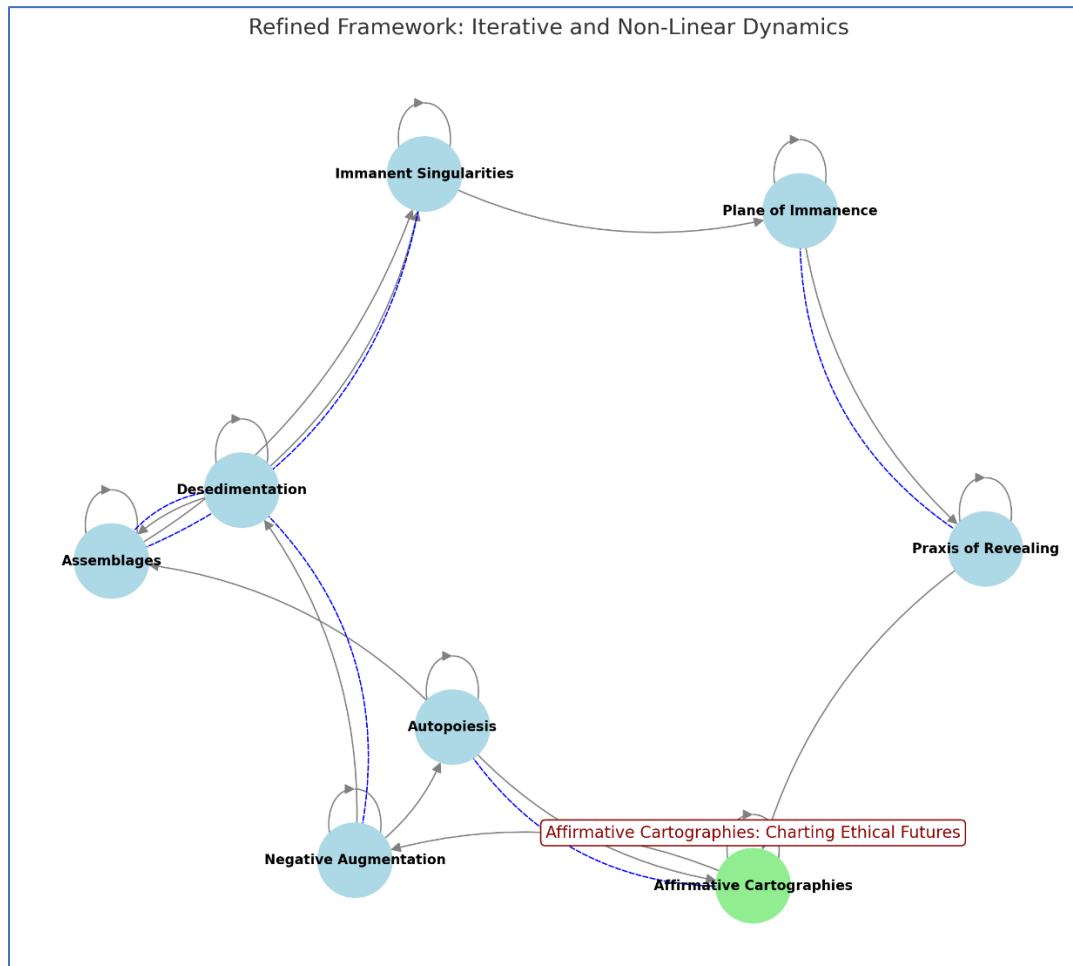 Refined Framework: Iterative and Non-Linear Dynamics
Immanent Singularities
Plane of Immanence
Desedimentation
Praxis of Revealing
Assemblages
Autopoiesis
Affirmative Cartographies: Charting Ethical Futures
Negative Augmentation
Affirmative Cartographies